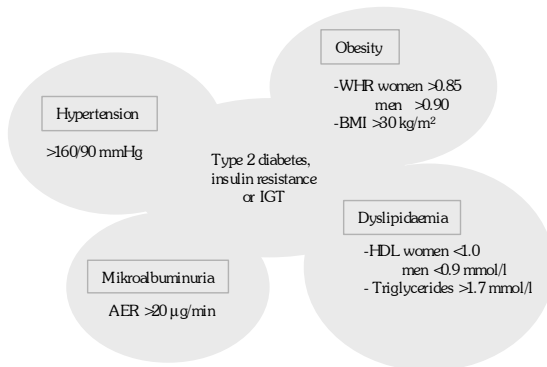 Obesity
-WHR women >0.85
men >0.90
-BMI >30 kg/m²
Hypertension
>160/90 mmHg
Type 2 diabetes,
insulin resistance
or IGT
Dyslipidaemia
-HDL women <1.0
men <0.9 mmol/l
- Triglycerides >1.7 mmol/l
Mikroalbuminuria
AER >20 µg/min